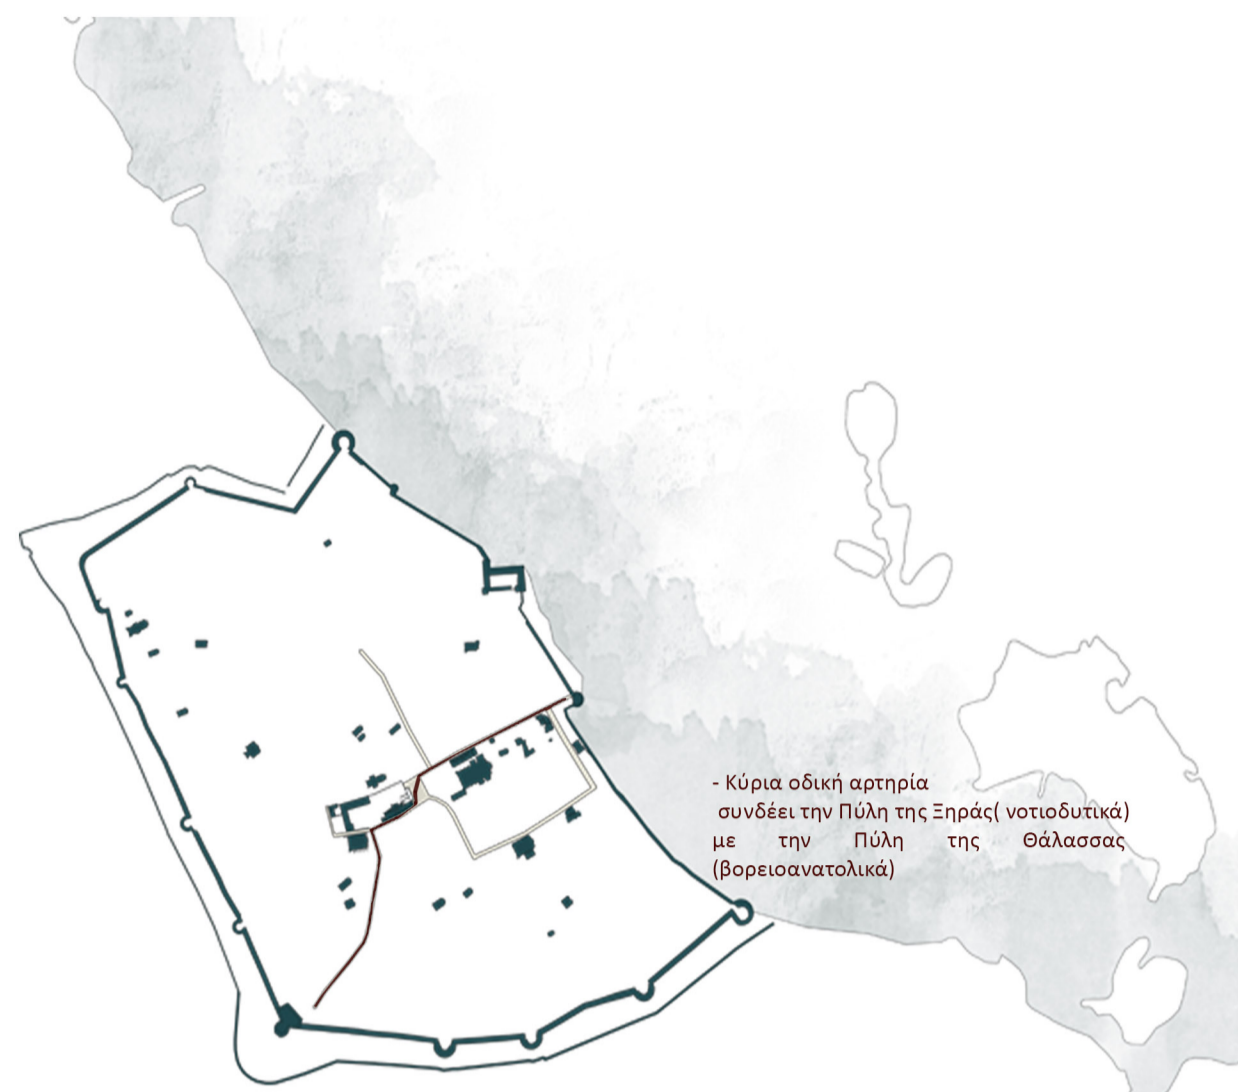 - Κύρια οδική αρτηρία
συνδέει την Πύλη της Ξηράς( νοτιοδυτικά)
με την Πύλη της Θάλασσας
(βορειοανατολικά)